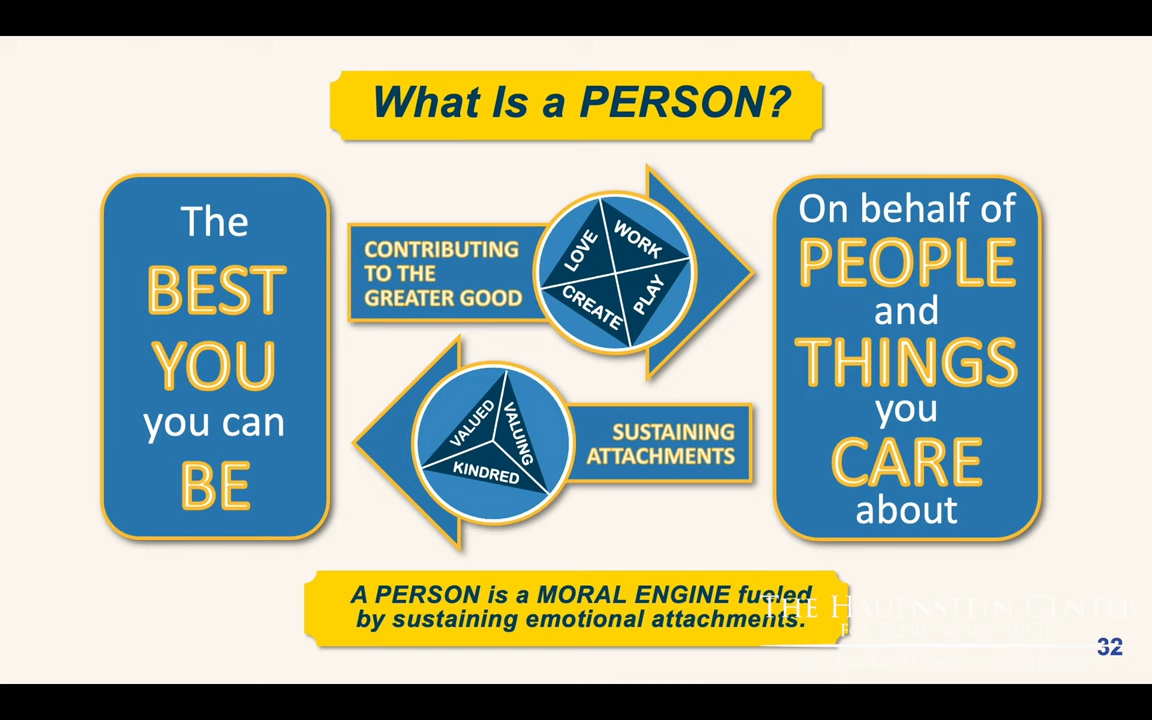 What Is a PERSON?
The
BEST
YOU
you can
BE
CONTRIBUTING
TO THE
GREATER GOOD
LOVE
WORK
CREATE
PLAY
On behalf of
PEOPLE
and
THINGS
you
CARE
about
VALUED
VALUING
KINDRED
SUSTAINING
ATTACHMENTS
A PERSON is a MORAL ENGINE fueled
by sustaining emotional attachments.
THE HAUENSTEIN CENTER
32